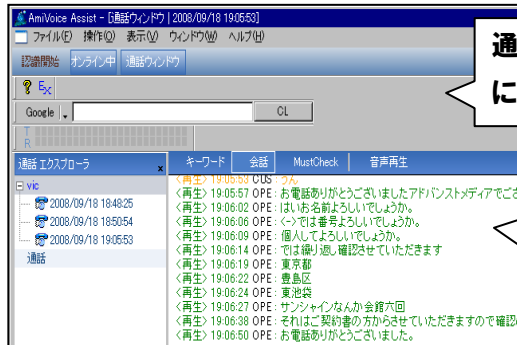 AmiVoice Assist - [通話ウィンドウ | 2008/09/18 19:05:53]
ファイル(F) 操作(O) 表示(V) ウィンドウ(W) ヘルプ(H)
認識開始 オンライン中 通話ウィンドウ
通
に
? Ex
Google CL
T
R
通話 エクスプローラ x
キーワード 会話 MustCheck 音声再生
vic
2008/09/18 18:48:25
2008/09/18 18:50:54
2008/09/18 19:05:53
通話
<再生> 19:05:53 CUS : うん
<再生> 19:05:57 OPE : お電話ありがとうございましたアドバンストメディアでござ
<再生> 19:06:02 OPE : はいお名前よろしいでしょうか。
<再生> 19:06:06 OPE : <->では番号よろしいでしょうか。
<再生> 19:06:09 OPE : 個人してよろしいでしょうか。
<再生> 19:06:14 OPE : では繰り返し確認させていただきます
<再生> 19:06:19 OPE : 東京都
<再生> 19:06:22 OPE : 豊島区
<再生> 19:06:24 OPE : 東池袋
<再生> 19:06:27 OPE : サンシャインなんか会館六回
<再生> 19:06:38 OPE : それはご契約書の方からさせていただきますので確認
<再生> 19:06:50 OPE : お電話ありがとうございました。